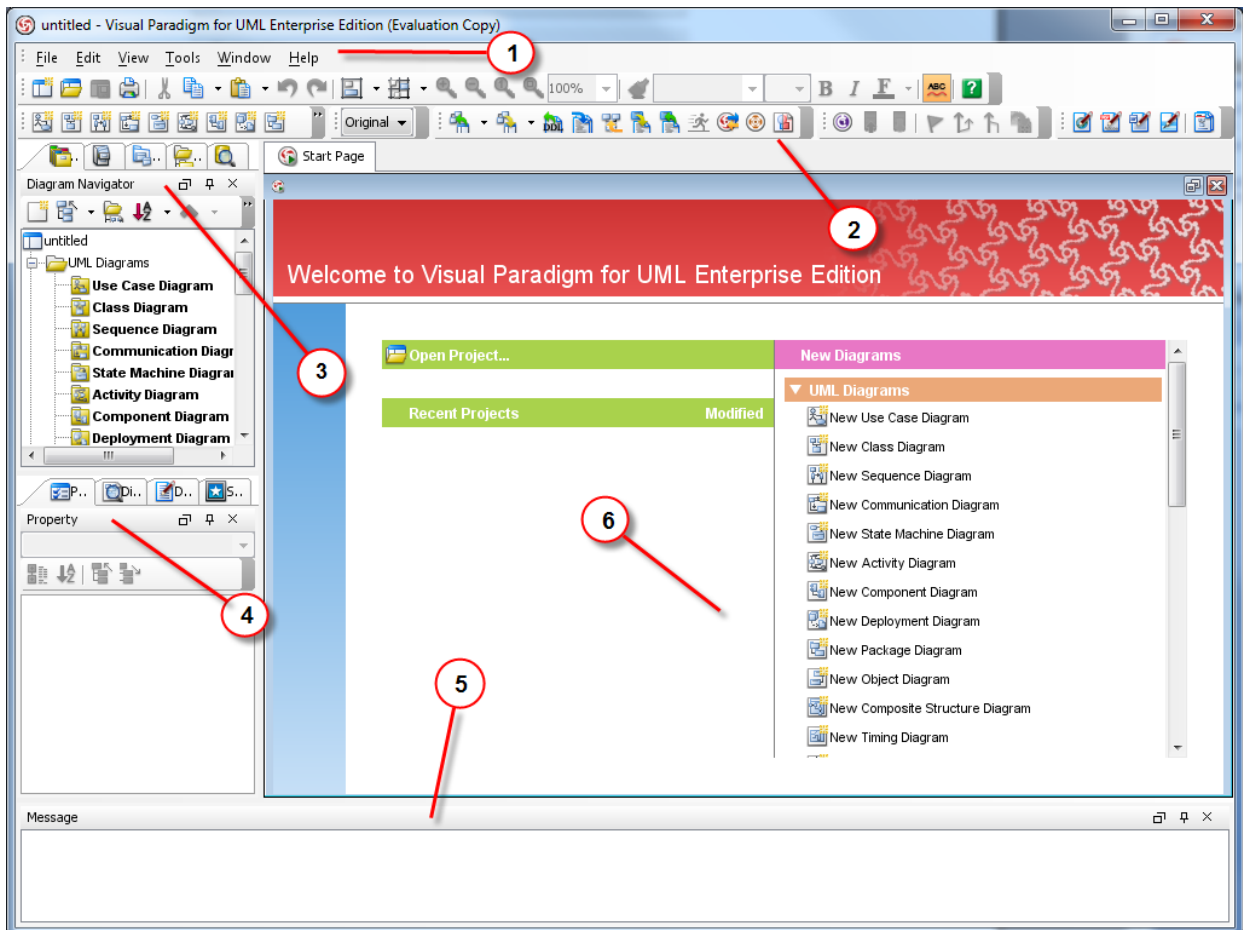 untitled - Visual Paradigm for UML Enterprise Edition (Evaluation Copy)
File Edit View Tools Window Help
1
100%
B I F ABC ?
Original
DDL
Start Page
2
Diagram Navigator
untitled
UML Diagrams
Use Case Diagram
Class Diagram
Sequence Diagram
Communication Diagr
State Machine Diagra
Activity Diagram
Component Diagram
Deployment Diagram
3
P.. Di.. D.. S..
Property
4
Welcome to Visual Paradigm for UML Enterprise Edition
Open Project...
Recent Projects Modified
New Diagrams
UML Diagrams
New Use Case Diagram
New Class Diagram
New Sequence Diagram
New Communication Diagram
New State Machine Diagram
New Activity Diagram
New Component Diagram
New Deployment Diagram
New Package Diagram
New Object Diagram
New Composite Structure Diagram
New Timing Diagram
6
5
Message